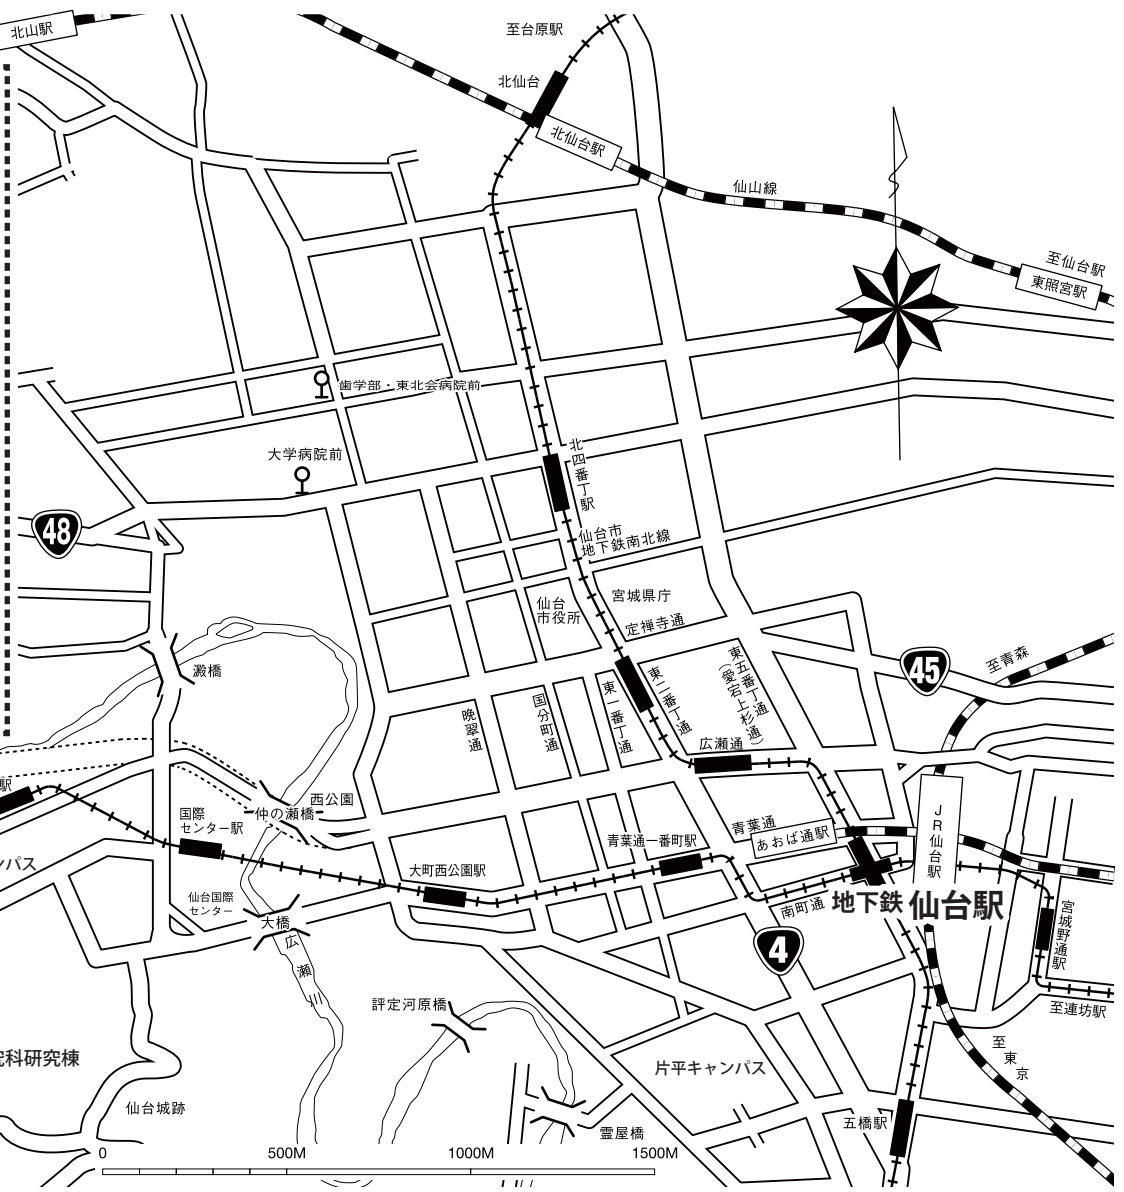 北山駅
至台原駅
北仙台
北仙台駅
仙山線
至仙台駅
東照宮駅
歯学部・東北会病院前
大学病院前
48
北四番丁駅
仙台市
地下鉄南北線
仙台
市役所
宮城県庁
定禅寺通
東五番丁通
(愛宕上杉通)
東二番丁通
東一番丁通
国分町通
晩翠通
広瀬通
45
至青森
澱橋
駅
国際
センター駅
仲の瀬橋
西公園
青葉通
青葉通一番町駅
あおば通駅
JR仙台駅
ンパス
大町西公園駅
仙台国際
センター
大橋
南町通
地下鉄 仙台駅
宮城野通駅
4
広瀬川
評定河原橋
至連坊駅
至東京
院科研究棟
片平キャンパス
仙台城跡
五橋駅
霊屋橋
0 500M 1000M 1500M